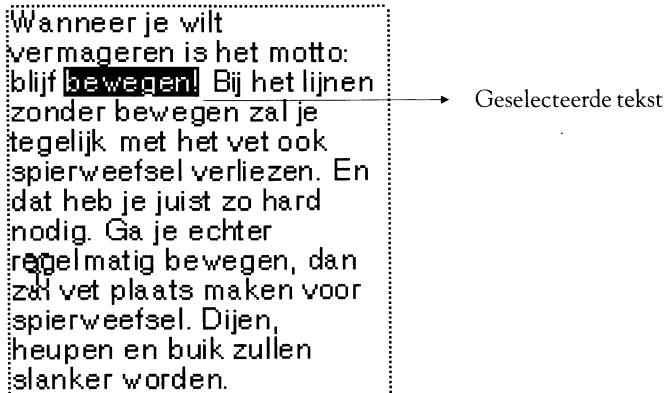 Wanneer je wilt
vermageren is het motto:
blijf bewegen! Bij het lijnen
zonder bewegen zal je
tegelijk met het vet ook
spierweefsel verliezen. En
dat heb je juist zo hard
nodig. Ga je echter
regelmatig bewegen, dan
zal vet plaats maken voor
spierweefsel. Dijen,
heupen en buik zullen
slanker worden.
Geselecteerde tekst